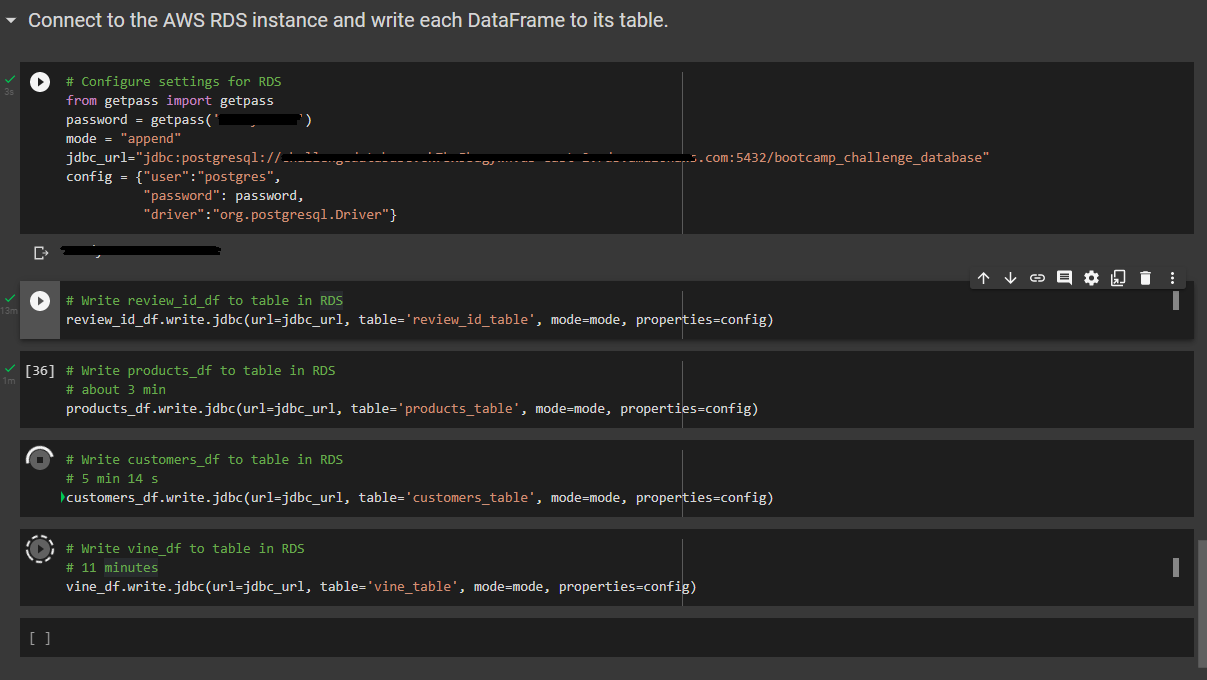 Connect to the AWS RDS instance and write each DataFrame to its table.
3s
# Configure settings for RDS
from getpass import getpass
password = getpass('')
mode = "append"
jdbc_url="jdbc:postgresql://.com:5432/bootcamp_challenge_database"
config = {"user":"postgres",
"password": password,
"driver":"org.postgresql.Driver"}
13m
# Write review_id_df to table in RDS
review_id_df.write.jdbc(url=jdbc_url, table='review_id_table', mode=mode, properties=config)
1m
[36] # Write products_df to table in RDS
# about 3 min
products_df.write.jdbc(url=jdbc_url, table='products_table', mode=mode, properties=config)
# Write customers_df to table in RDS
# 5 min 14 s
customers_df.write.jdbc(url=jdbc_url, table='customers_table', mode=mode, properties=config)
# Write vine_df to table in RDS
# 11 minutes
vine_df.write.jdbc(url=jdbc_url, table='vine_table', mode=mode, properties=config)
[ ]